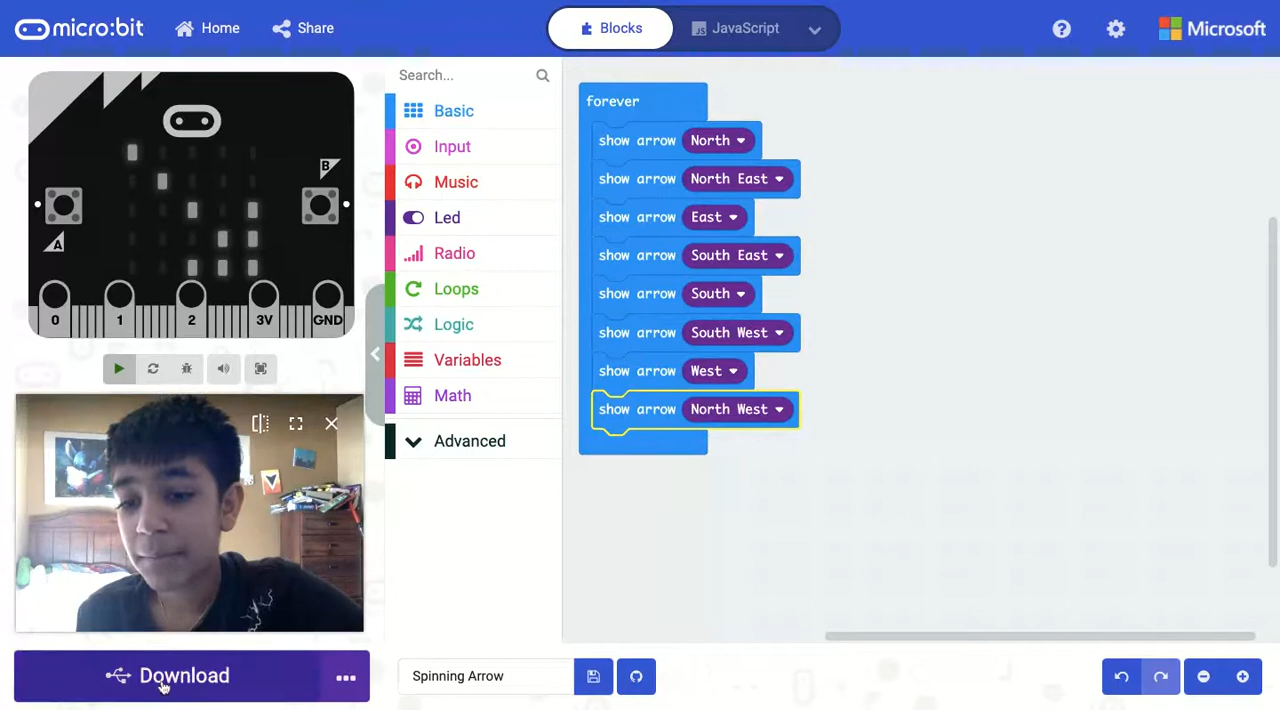 micro:bit
Home
Share
Blocks
JavaScript
Microsoft
B
A
0 1 2 3V GND
Search...
Basic
Input
Music
Led
Radio
Loops
Logic
Variables
Math
Advanced
forever
show arrow North
show arrow North East
show arrow East
show arrow South East
show arrow South
show arrow South West
show arrow West
show arrow North West
Download
Spinning Arrow